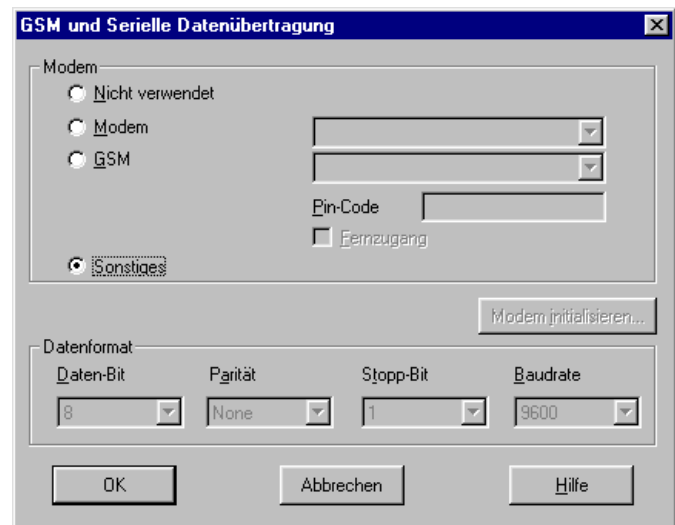 GSM und Serielle Datenübertragung
Modem
Nicht verwendet
Modem
GSM
Pin-Code
Fernzugang
Sonstiges
Modem initialisieren...
Datenformat
Daten-Bit Parität Stopp-Bit Baudrate
8 None 1 9600
OK Abbrechen Hilfe